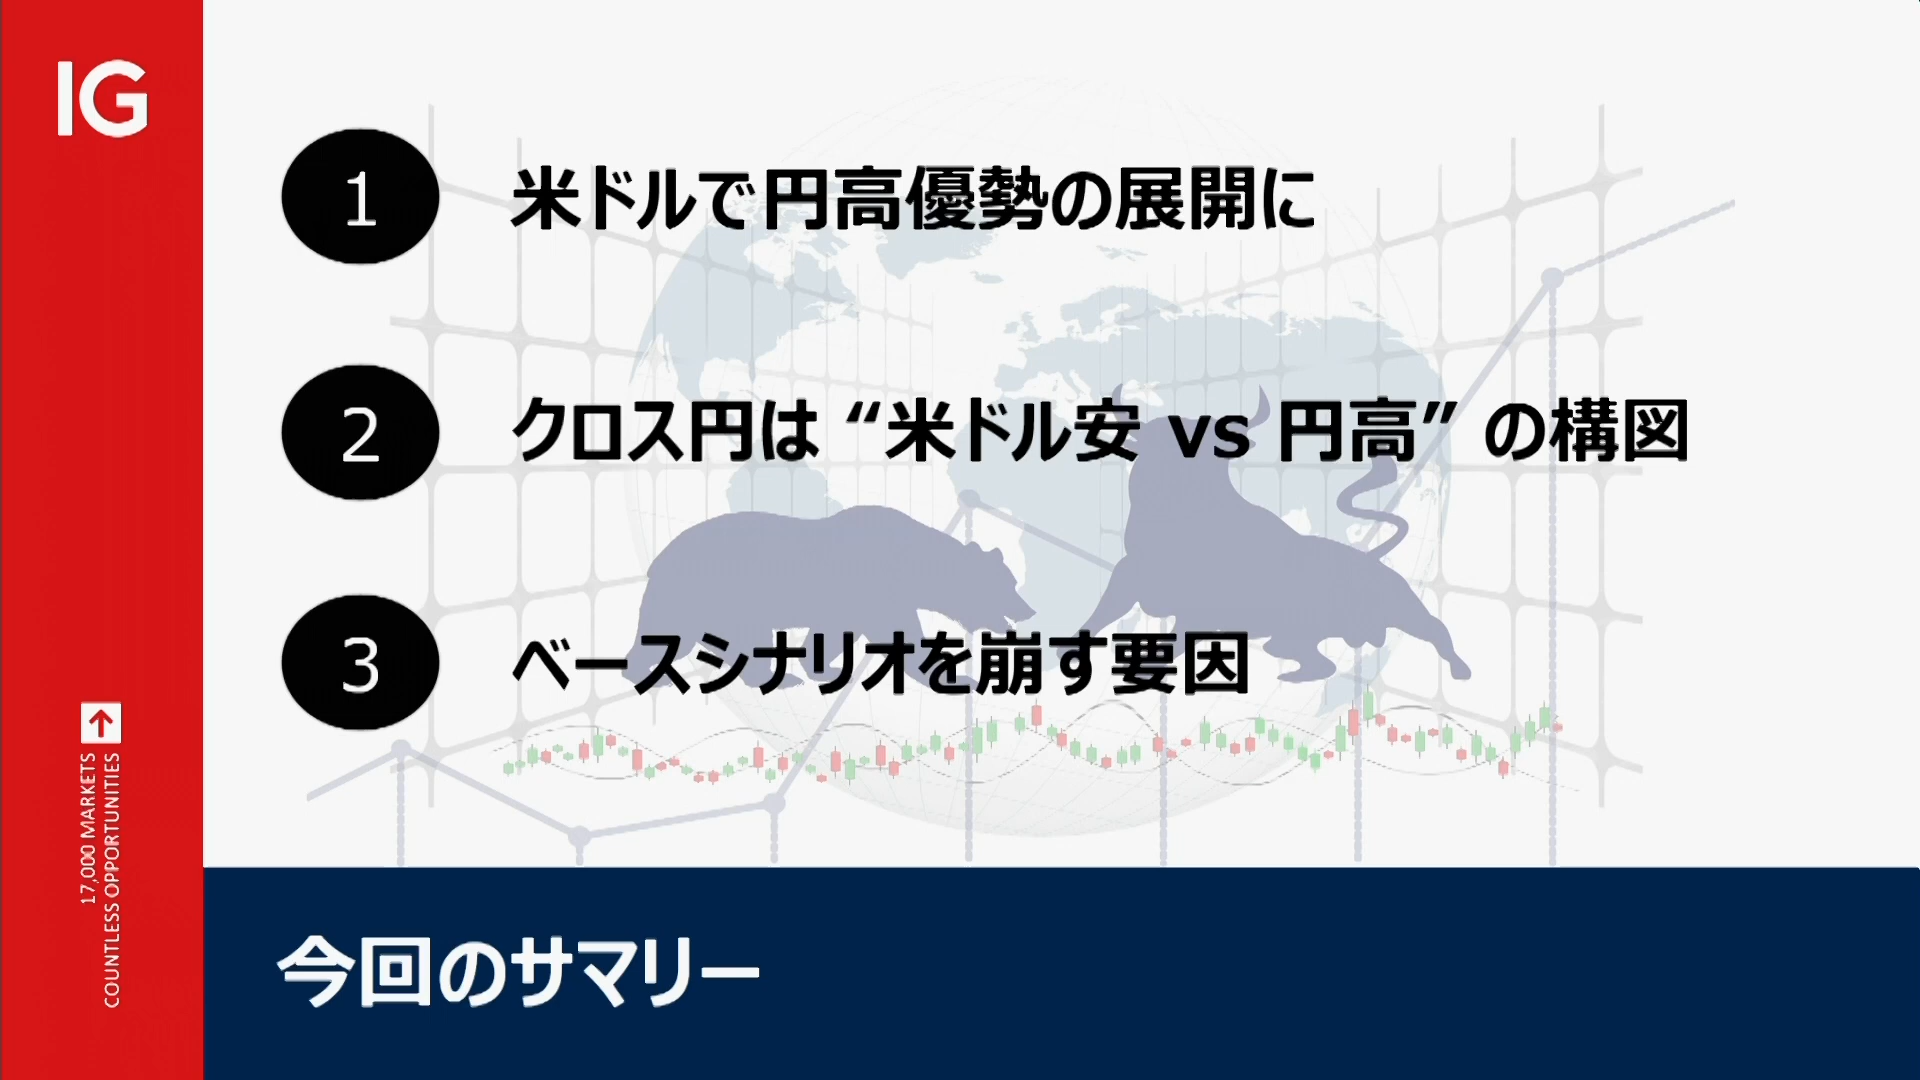 IG
1 米ドルで円高優勢の展開に
2 クロス円は “米ドル安 vs 円高” の構図
3 ベースシナリオを崩す要因
17,000 MARKETS
COUNTLESS OPPORTUNITIES
今回のサマリー